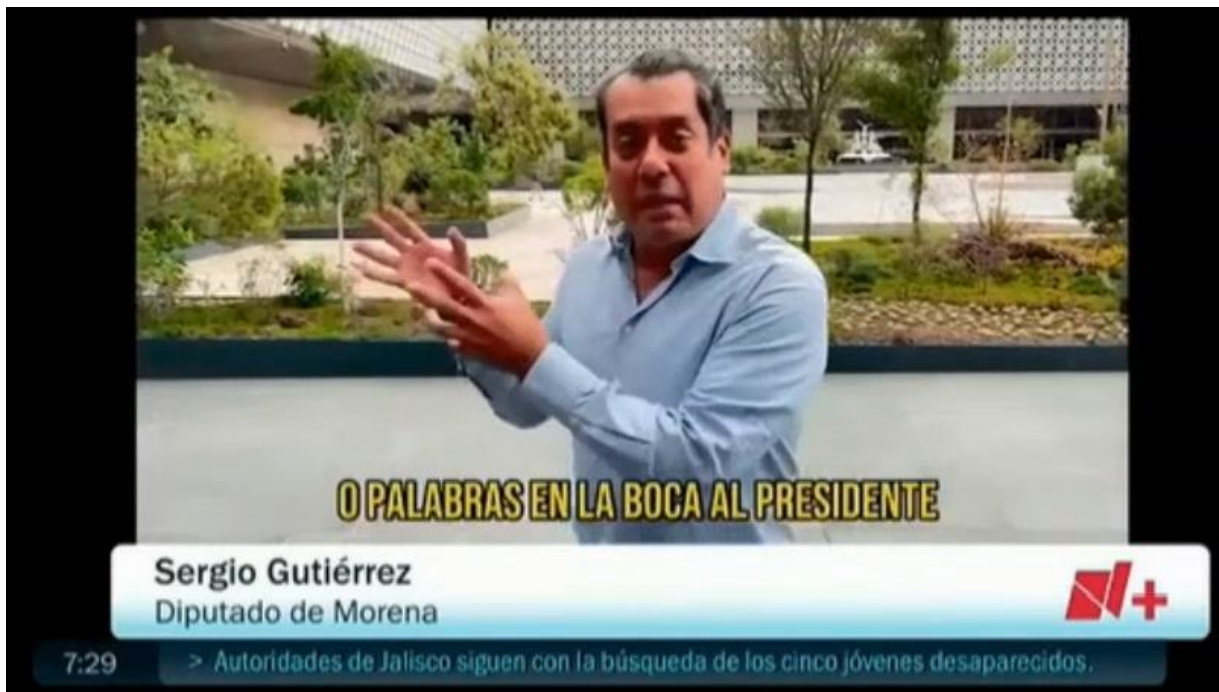 O PALABRAS EN LA BOCA AL PRESIDENTE
Sergio Gutiérrez
Diputado de Morena
N+
7:29
> Autoridades de Jalisco siguen con la búsqueda de los cinco jóvenes desaparecidos.